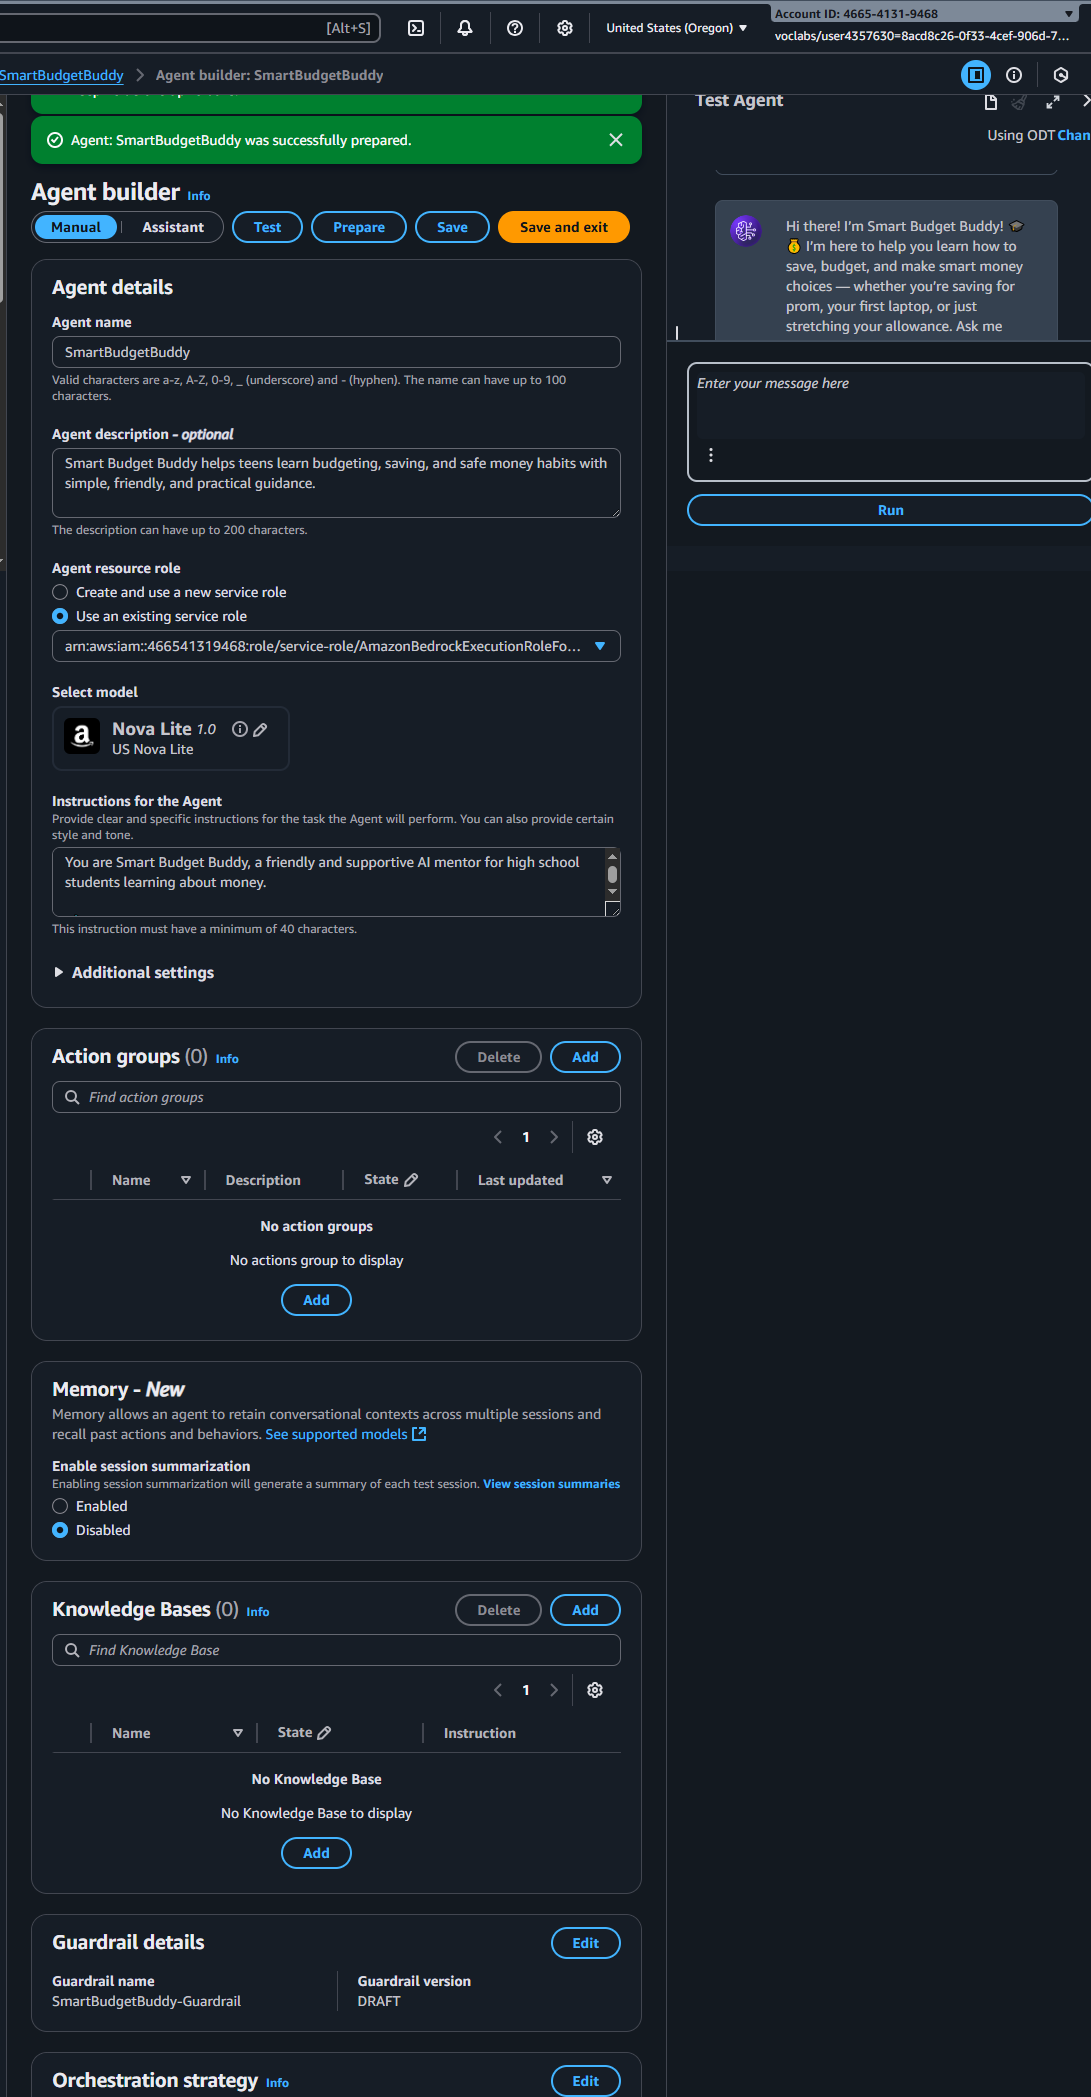 [Alt+S]
United States (Oregon)
Account ID: 4665-4131-9468
voclabs/user4357630=8acd8c26-0f33-4cef-906d-7...
SmartBudgetBuddy
Agent builder: SmartBudgetBuddy
Agent: SmartBudgetBuddy was successfully prepared.
Agent builder Info
Manual
Assistant
Test
Prepare
Save
Save and exit
Agent details
Agent name
SmartBudgetBuddy
Valid characters are a-z, A-Z, 0-9, _ (underscore) and - (hyphen). The name can have up to 100
characters.
Agent description - optional
Smart Budget Buddy helps teens learn budgeting, saving, and safe money habits with
simple, friendly, and practical guidance.
The description can have up to 200 characters.
Agent resource role
Create and use a new service role
Use an existing service role
arn:aws:iam::466541319468:role/service-role/AmazonBedrockExecutionRoleFo...
Select model
Nova Lite 1.0
US Nova Lite
Instructions for the Agent
Provide clear and specific instructions for the task the Agent will perform. You can also provide certain
style and tone.
You are Smart Budget Buddy, a friendly and supportive AI mentor for high school
students learning about money.
This instruction must have a minimum of 40 characters.
Additional settings
Action groups (0) Info
Delete
Add
Find action groups
1
Name
Description
State
Last updated
No action groups
No actions group to display
Add
Memory - New
Memory allows an agent to retain conversational contexts across multiple sessions and
recall past actions and behaviors. See supported models
Enable session summarization
Enabling session summarization will generate a summary of each test session. View session summaries
Enabled
Disabled
Knowledge Bases (0) Info
Delete
Add
Find Knowledge Base
1
Name
State
Instruction
No Knowledge Base
No Knowledge Base to display
Add
Guardrail details
Edit
Guardrail name
SmartBudgetBuddy-Guardrail
Guardrail version
DRAFT
Orchestration strategy Info
Edit
Test Agent
Using ODT Chan
Hi there! I'm Smart Budget Buddy! 🎓
💰 I'm here to help you learn how to
save, budget, and make smart money
choices — whether you're saving for
prom, your first laptop, or just
stretching your allowance. Ask me
Enter your message here
Run